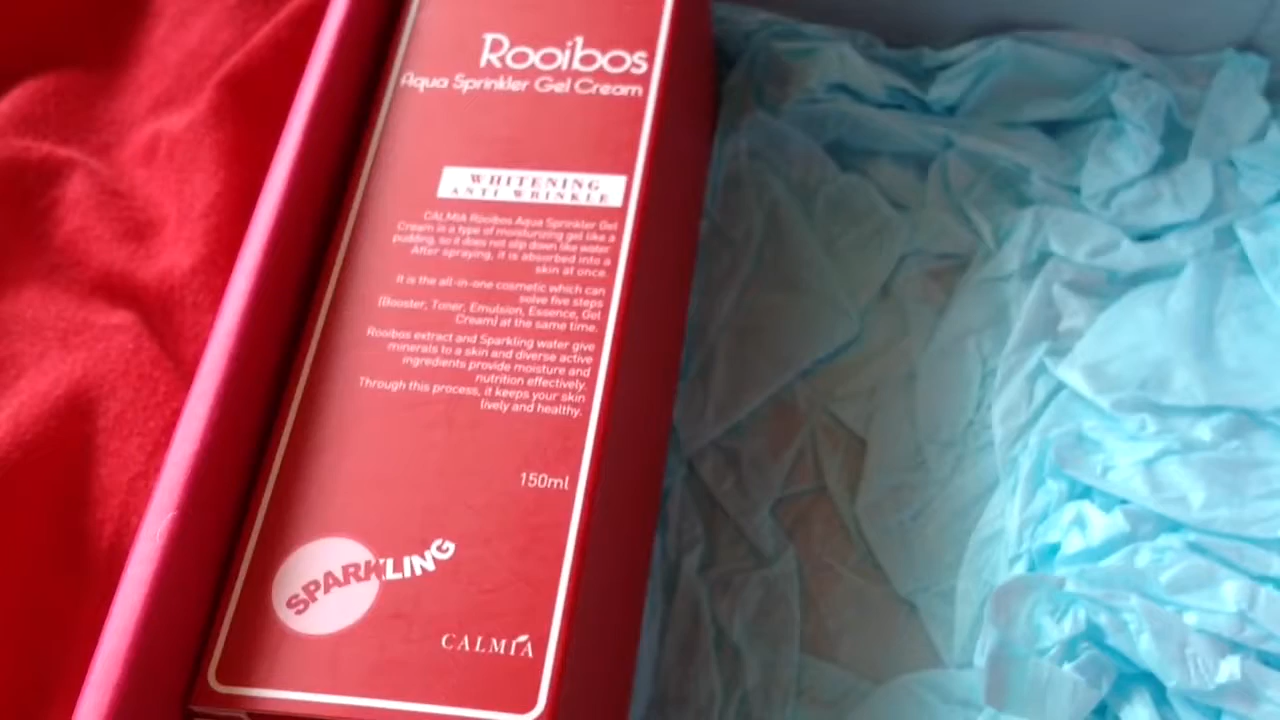 Rooibos
Aqua Sprinkler Gel Cream
WHITENING
ANTI WRINKLE
CALMIA Rooibos Aqua Sprinkler Gel
Cream is a type of moisturizing gel like a
pudding, so it does not slip down like water.
After spraying, it is absorbed into a
skin at once.
It is the all-in-one cosmetic which can
solve five steps
(Booster, Toner, Emulsion, Essence, Gel
Cream) at the same time.
Rooibos extract and Sparkling water give
minerals to a skin and diverse active
ingredients provide moisture and
nutrition effectively.
Through this process, it keeps your skin
lively and healthy.
150ml
SPARKLING
CALMIA